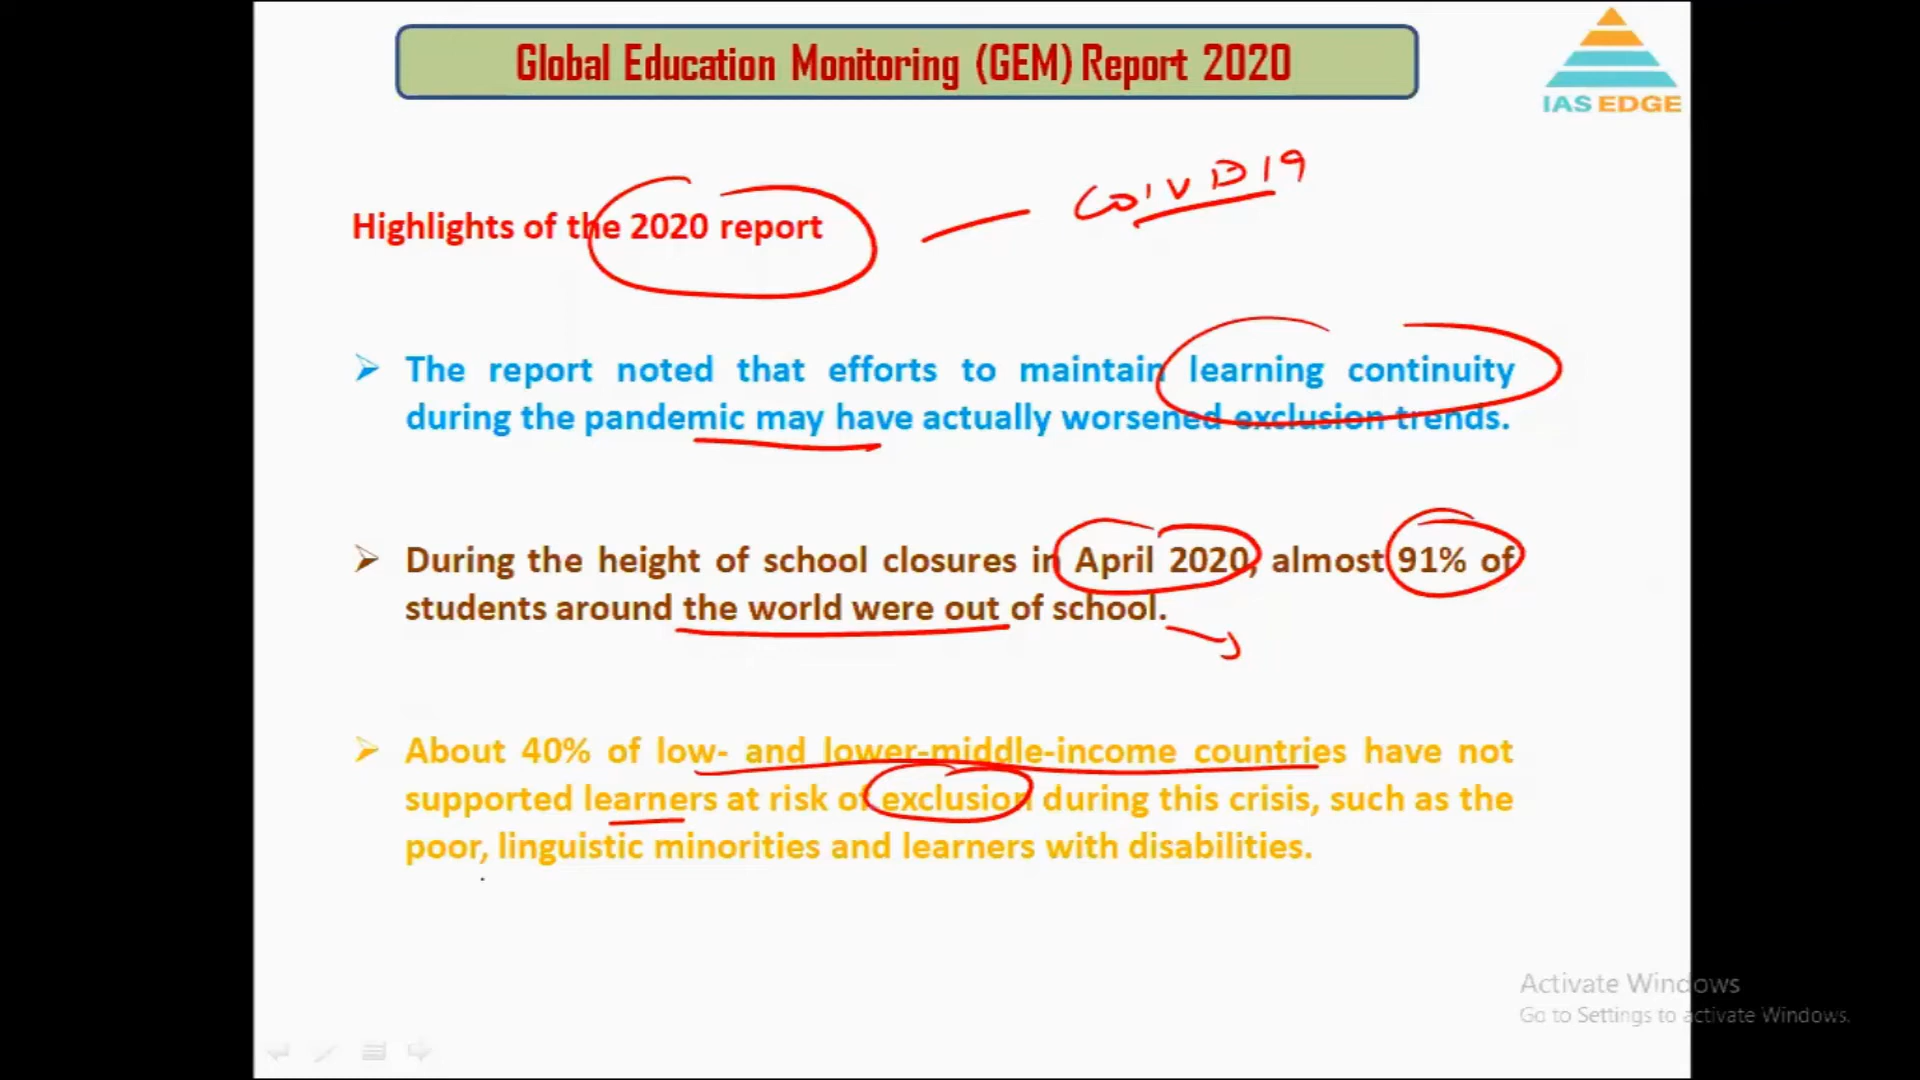 Global Education Monitoring (GEM) Report 2020
IAS EDGE
Highlights of the 2020 report
COIVD19
The report noted that efforts to maintain learning continuity
during the pandemic may have actually worsened exclusion trends.
During the height of school closures in April 2020, almost 91% of
students around the world were out of school.
About 40% of low- and lower-middle-income countries have not
supported learners at risk of exclusion during this crisis, such as the
poor, linguistic minorities and learners with disabilities.
Activate Windows
Go to Settings to activate Windows.